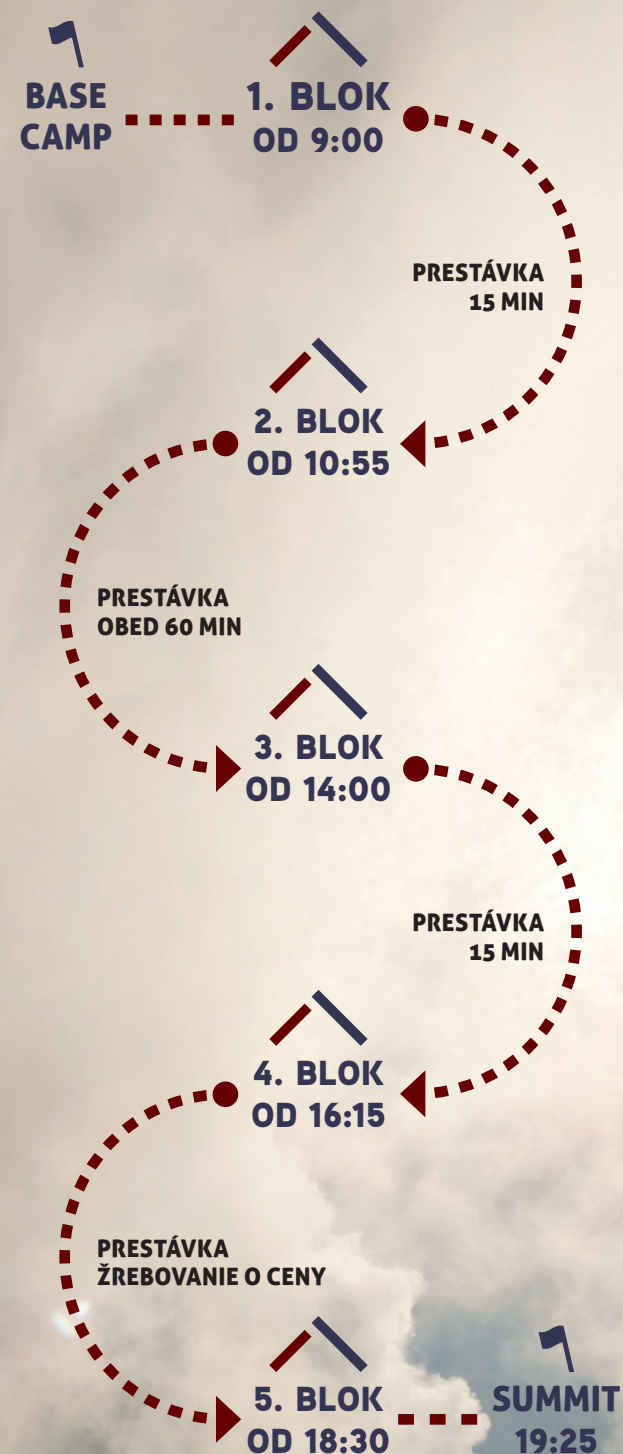 BASE
CAMP
1. BLOK
OD 9:00
PRESTÁVKA
15 MIN
2. BLOK
OD 10:55
PRESTÁVKA
OBED 60 MIN
3. BLOK
OD 14:00
PRESTÁVKA
15 MIN
4. BLOK
OD 16:15
PRESTÁVKA
ŽREBOVANIE O CENY
5. BLOK
OD 18:30
SUMMIT
19:25